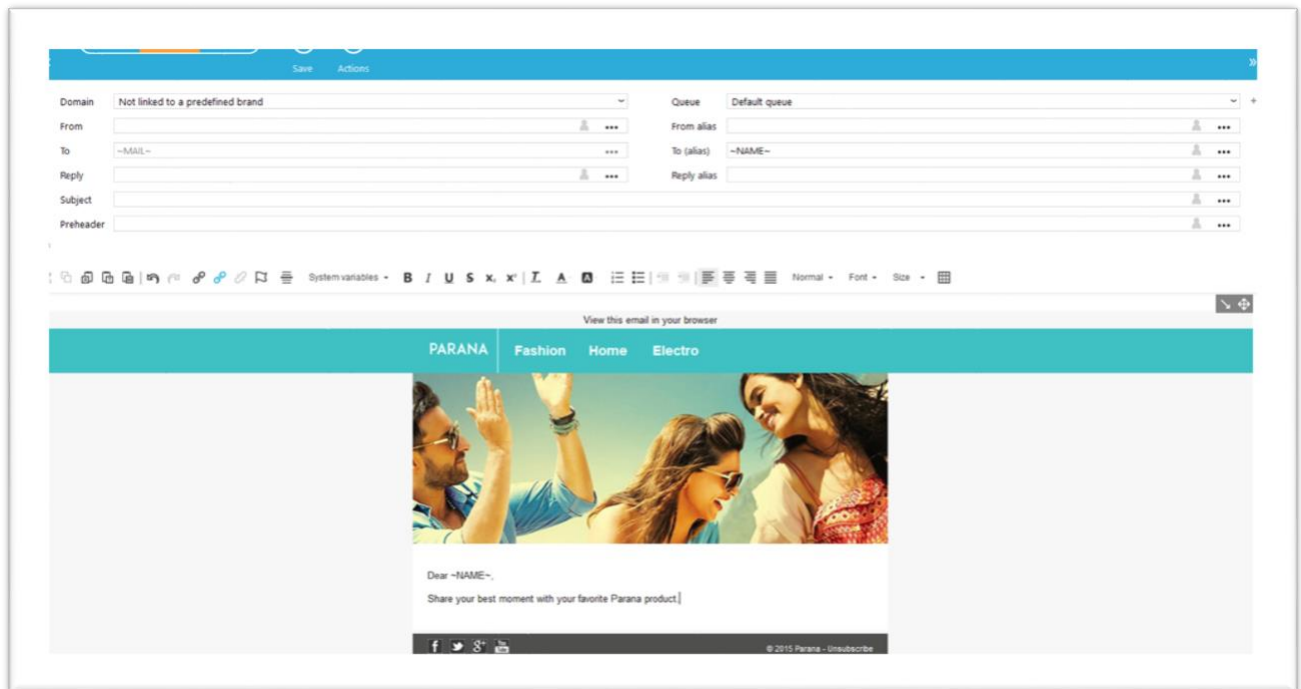 Save Actions
Domain Not linked to a predefined brand Queue Default queue
From From alias
To ~MAIL~ To (alias) ~NAME~
Reply Reply alias
Subject
Preheader
System variables B I U S x, x' I A A Normal Font Size
View this email in your browser
PARANA Fashion Home Electro
Dear ~NAME~,
Share your best moment with your favorite Parana product.
f g+ You Tube © 2015 Parana - Unsubscribe